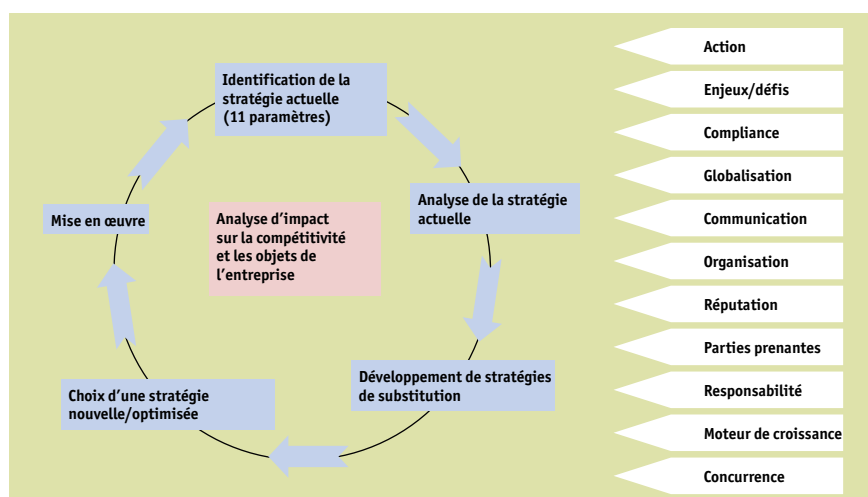 Identification de la
stratégie actuelle
(11 paramètres)
Analyse de la stratégie
actuelle
Développement de stratégies
de substitution
Choix d'une stratégie
nouvelle/optimisée
Mise en œuvre
Analyse d'impact
sur la compétitivité
et les objets de
l'entreprise
Action
Enjeux/défis
Compliance
Globalisation
Communication
Organisation
Réputation
Parties prenantes
Responsabilité
Moteur de croissance
Concurrence